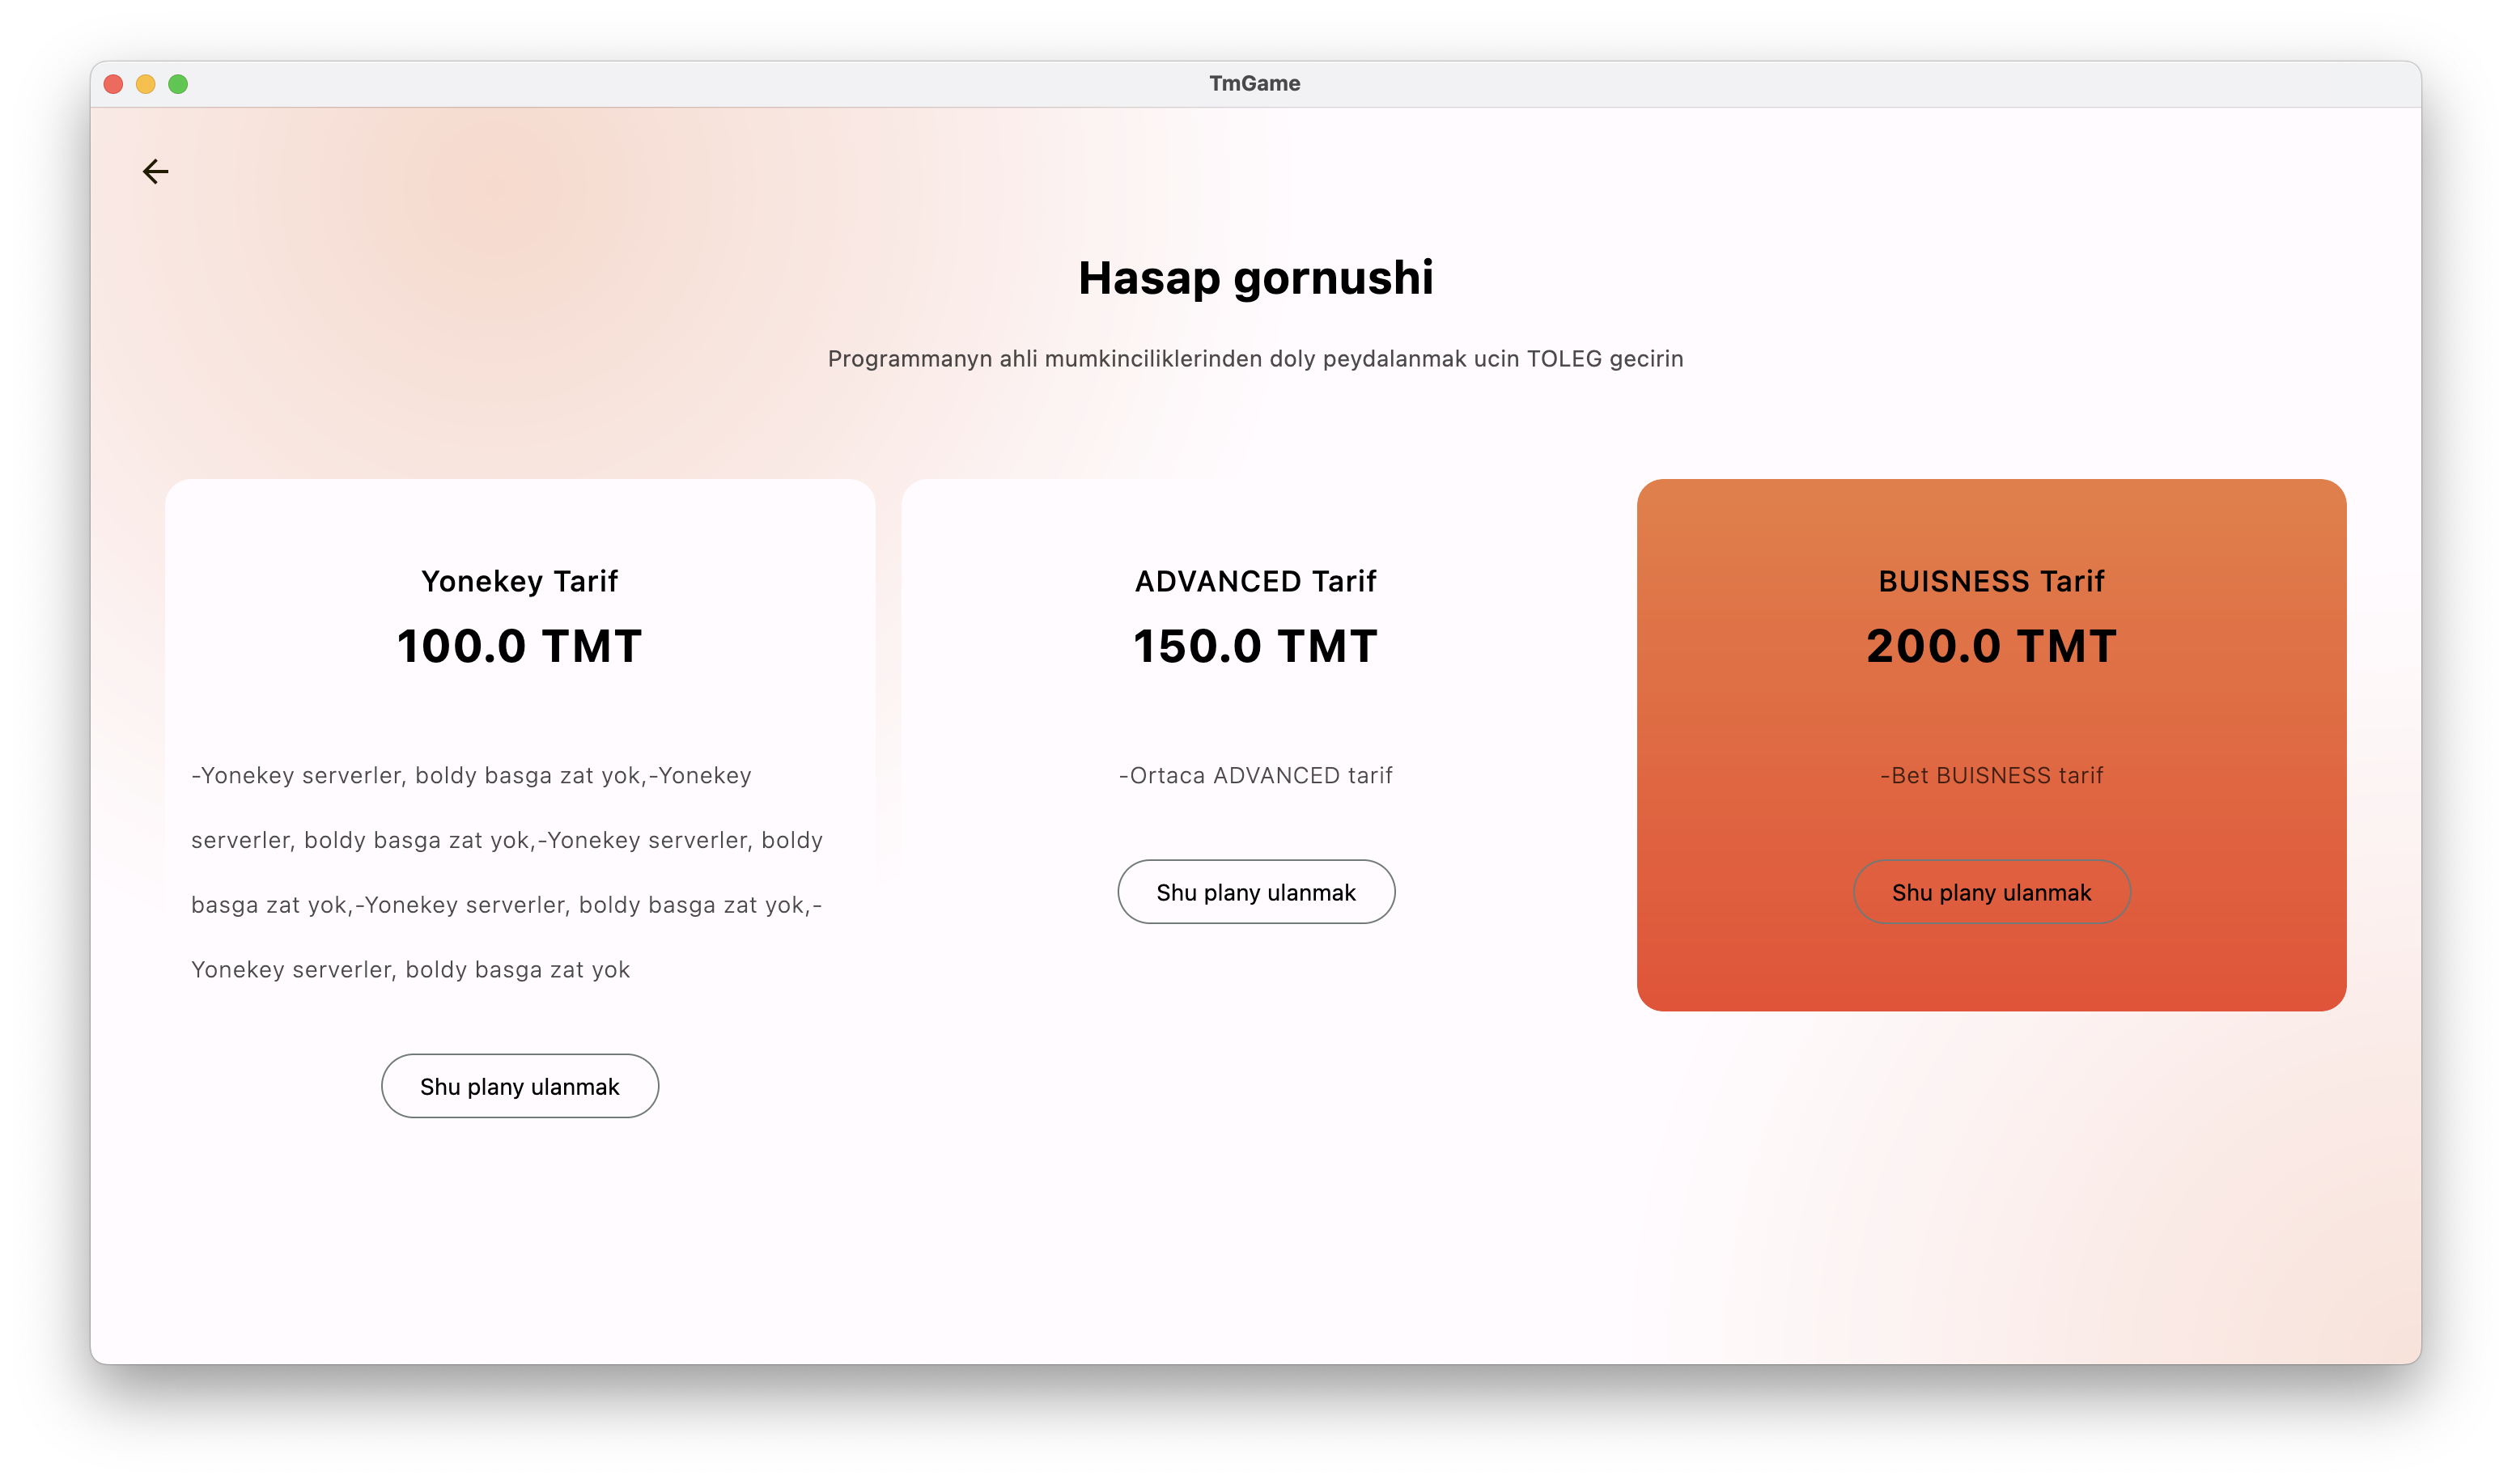 TmGame
Hasap gornushi
Programmanyn ahli mumkinciliklerinden doly peydalanmak ucin TOLEG gecirin
Yonekey Tarif
100.0 TMT
-Yonekey serverler, boldy basga zat yok,-Yonekey
serverler, boldy basga zat yok,-Yonekey serverler, boldy
basga zat yok,-Yonekey serverler, boldy basga zat yok,-
Yonekey serverler, boldy basga zat yok
Shu plany ulanmak
ADVANCED Tarif
150.0 TMT
-Ortaca ADVANCED tarif
Shu plany ulanmak
BUISNESS Tarif
200.0 TMT
-Bet BUISNESS tarif
Shu plany ulanmak